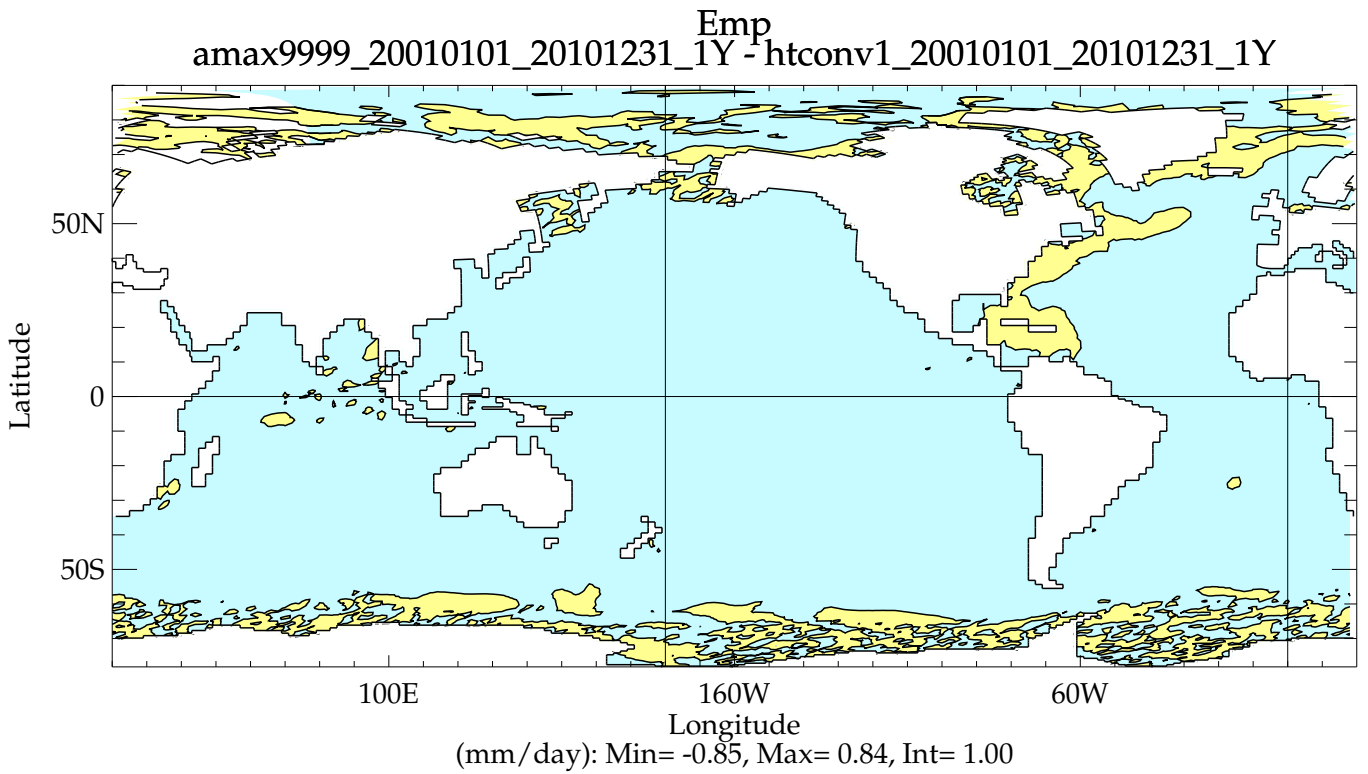 Emp
amax9999_20010101_20101231_1Y - htconv1_20010101_20101231_1Y
Latitude
50N
0
50S
100E 160W 60W
Longitude
(mm/day): Min= -0.85, Max= 0.84, Int= 1.00